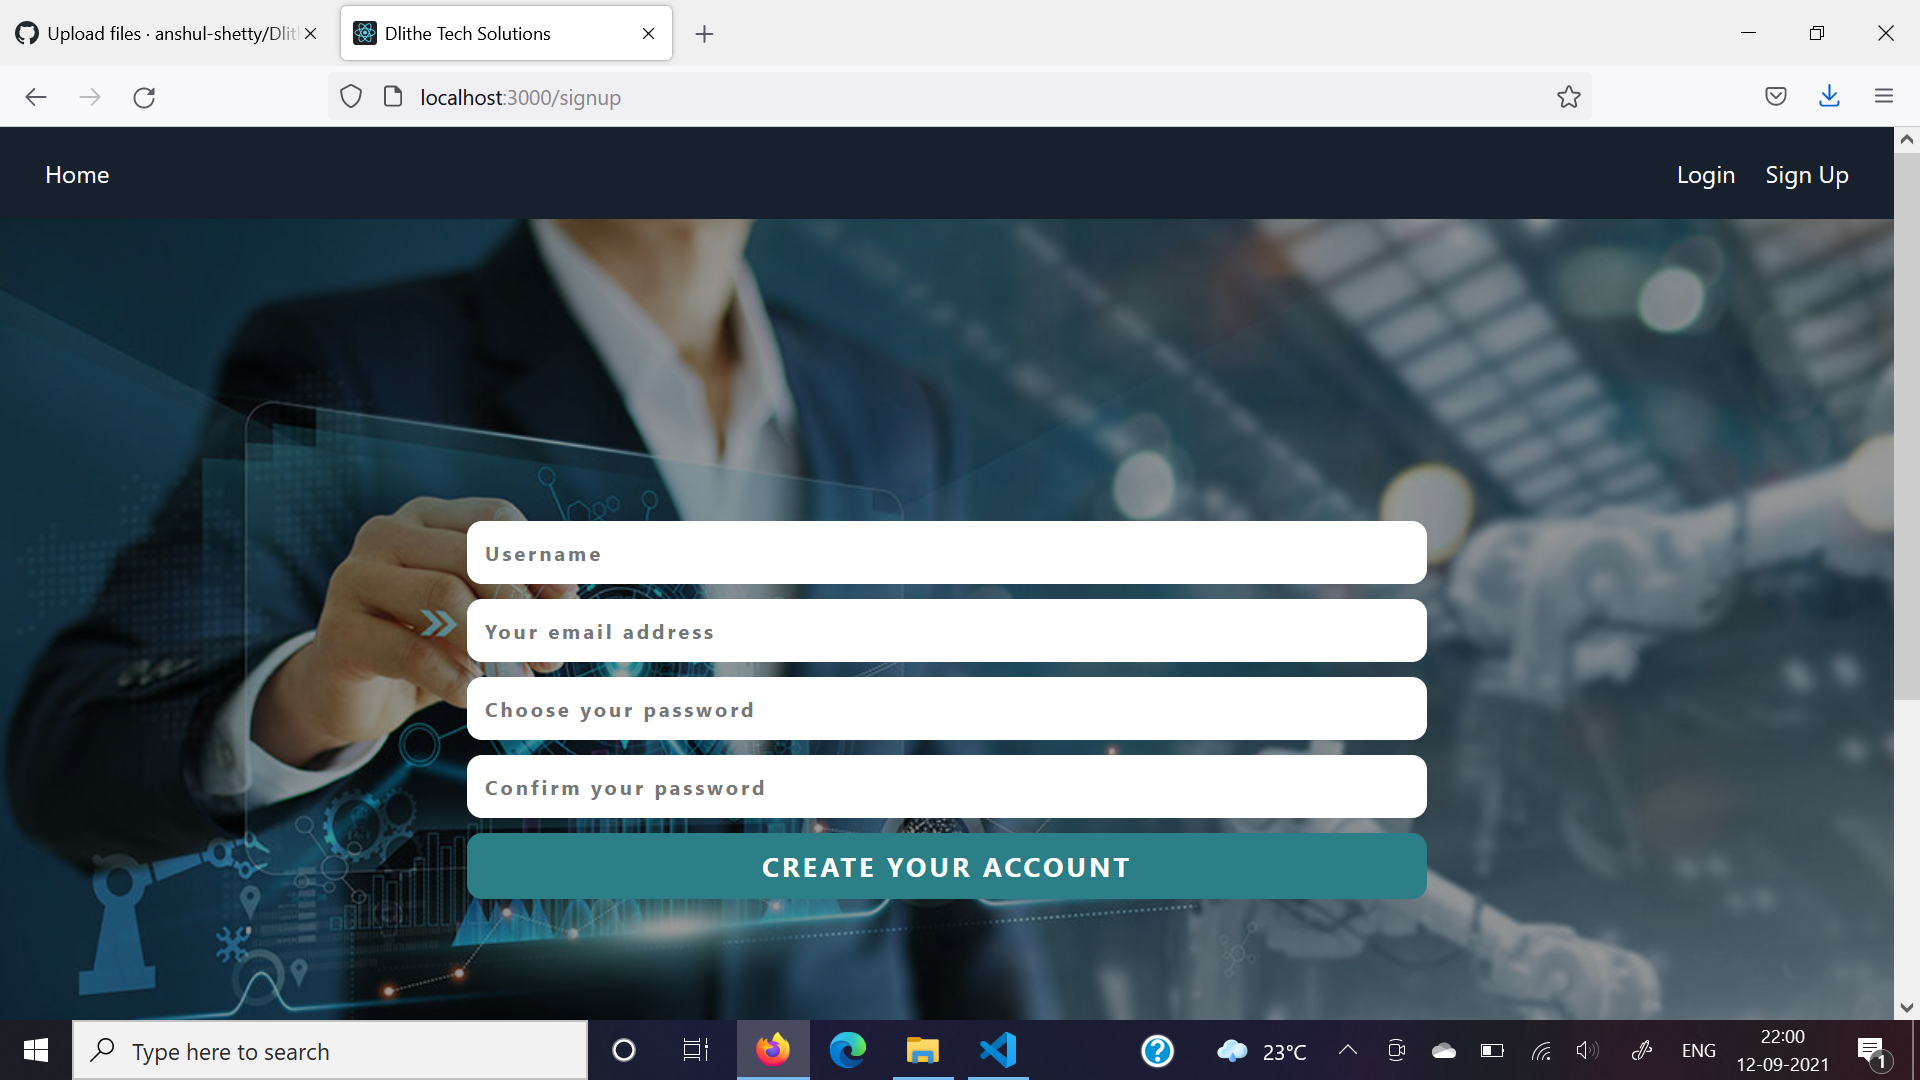 Upload files · anshul-shetty/Dlitl
Dlithe Tech Solutions
localhost:3000/signup
Home
Login
Sign Up
Username
Your email address
Choose your password
Confirm your password
CREATE YOUR ACCOUNT
Type here to search
?
23°C
ENG
22:00
12-09-2021
1